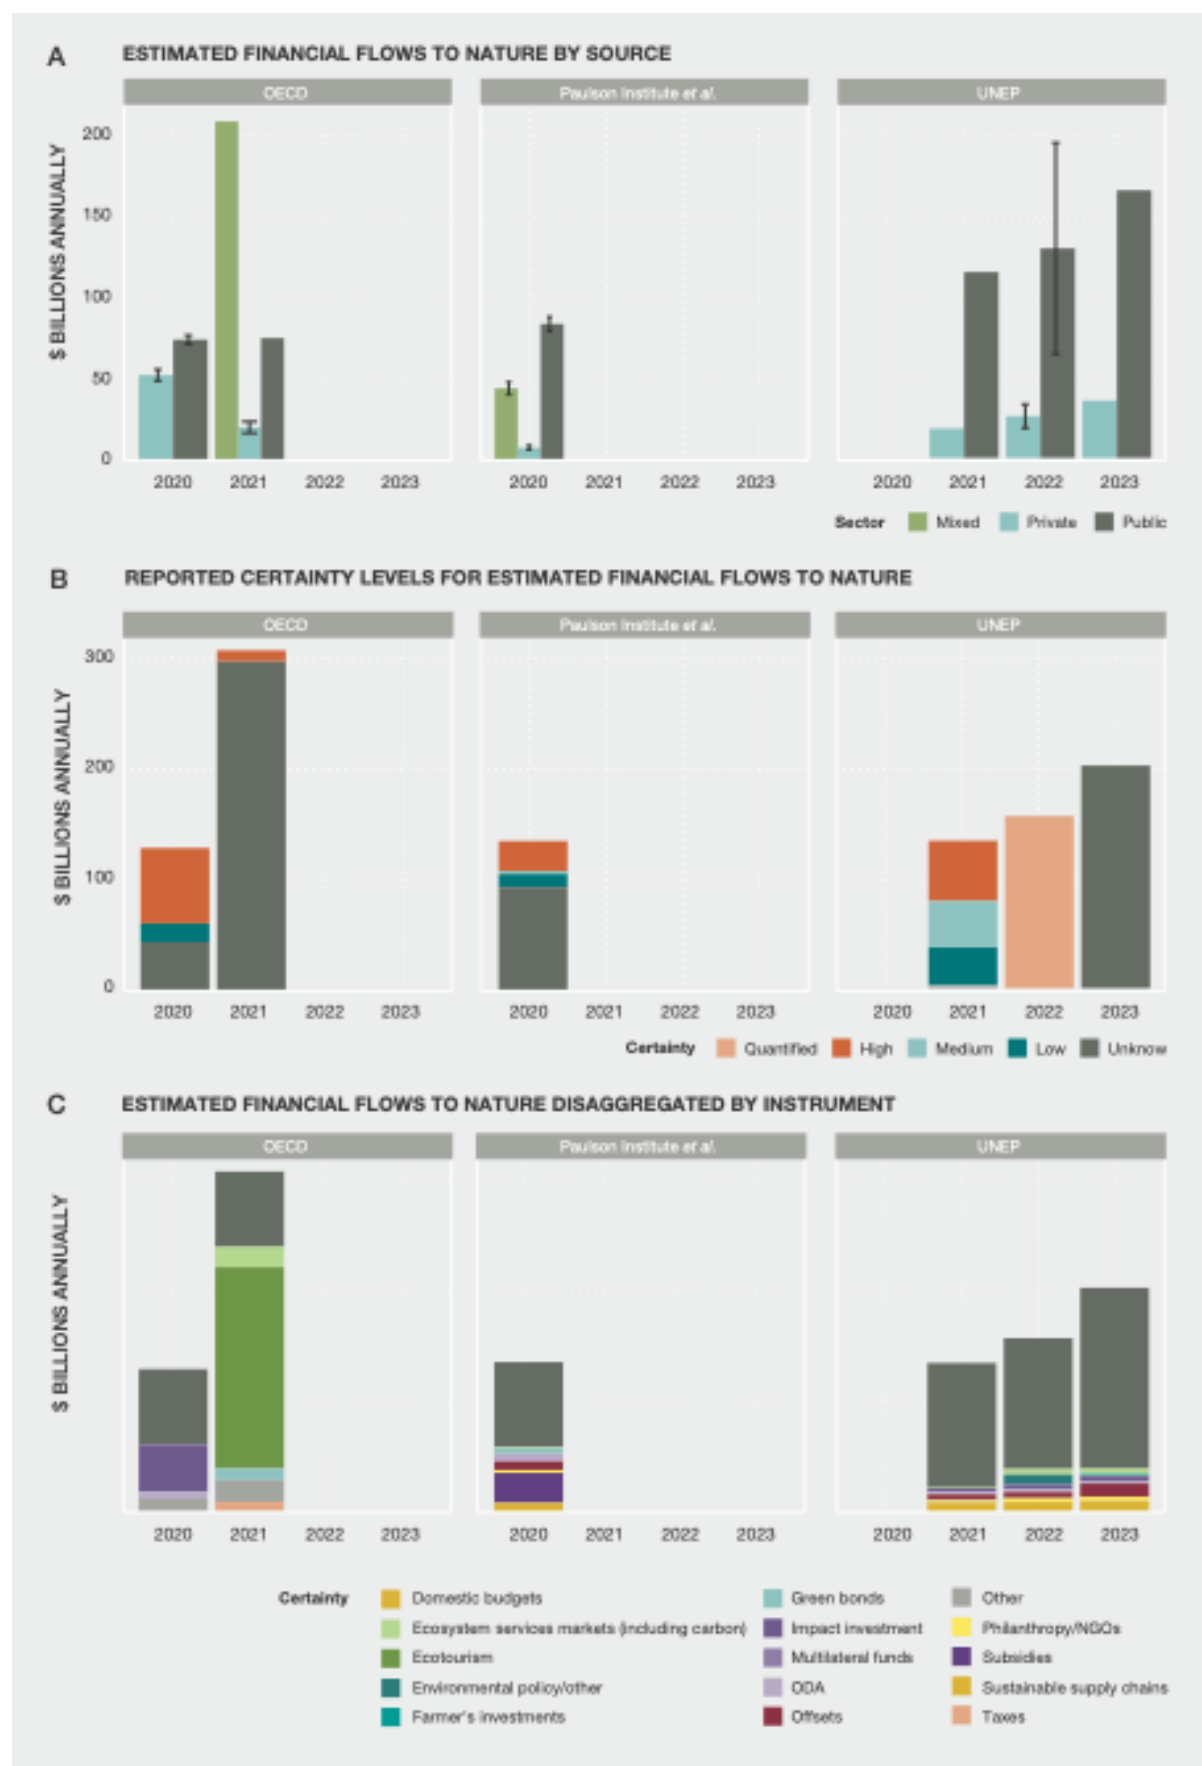 A ESTIMATED FINANCIAL FLOWS TO NATURE BY SOURCE
OECD Paulson Institute et al. UNEP
$ BILLIONS ANNUALLY
200
150
100
50
0
2020 2021 2022 2023 2020 2021 2022 2023 2020 2021 2022 2023
Sector Mixed Private Public
B REPORTED CERTAINTY LEVELS FOR ESTIMATED FINANCIAL FLOWS TO NATURE
OECD Paulson Institute et al. UNEP
$ BILLIONS ANNUALLY
300
200
100
0
2020 2021 2022 2023 2020 2021 2022 2023 2020 2021 2022 2023
Certainty Quantified High Medium Low Unknow
C ESTIMATED FINANCIAL FLOWS TO NATURE DISAGGREGATED BY INSTRUMENT
OECD Paulson Institute et al. UNEP
$ BILLIONS ANNUALLY
2020 2021 2022 2023 2020 2021 2022 2023 2020 2021 2022 2023
Certainty Domestic budgets Green bonds Other
Ecosystem services markets (including carbon) Impact investment Philanthropy/NGOs
Ecotourism Multilateral funds Subsidies
Environmental policy/other ODA Sustainable supply chains
Farmer's investments Offsets Taxes